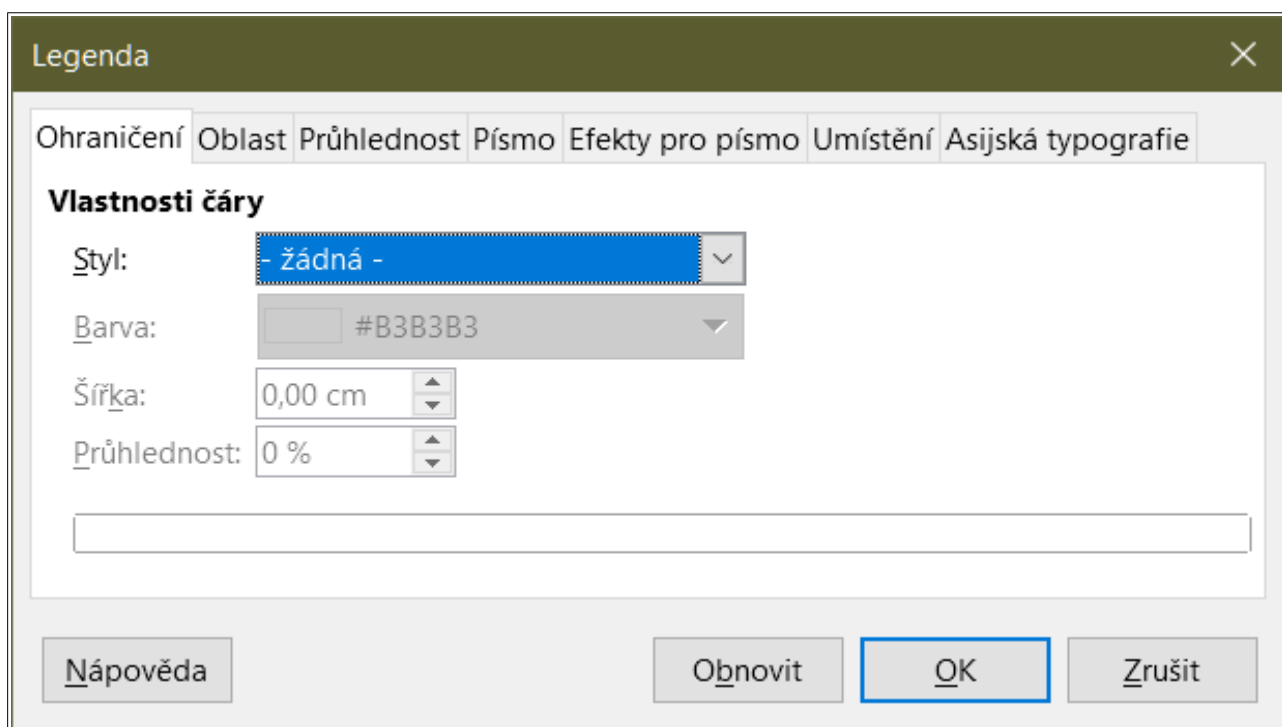 Legenda
Ohraničení Oblast Průhlednost Písmo Efekty pro písmo Umístění Asijská typografie
Vlastnosti čáry
Styl: - žádná -
Barva: #B3B3B3
Šířka: 0,00 cm
Průhlednost: 0 %
Nápověda Obnovit OK Zrušit